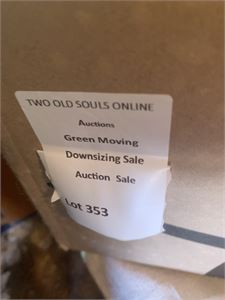 TWO OLD SOULS ONLINE
Auctions
Green Moving
Downsizing Sale
Auction Sale
Lot 353